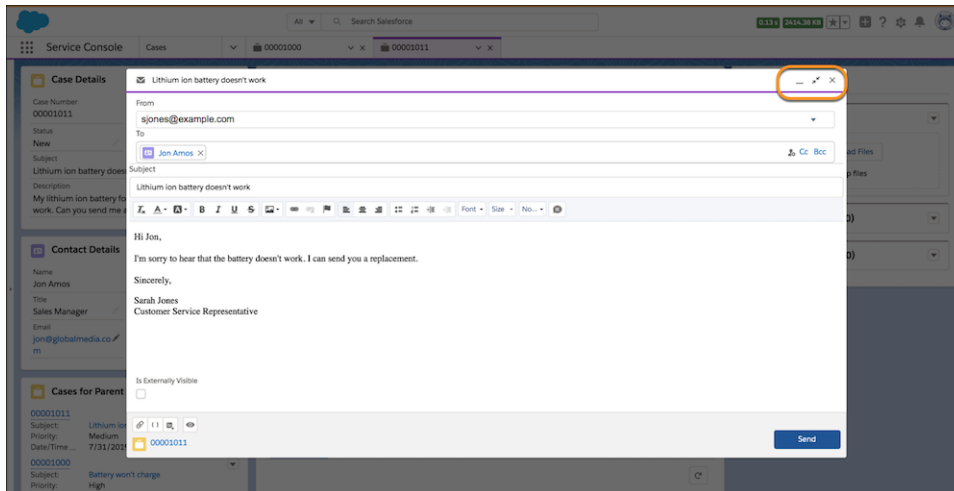 All
Search Salesforce
0.13 s 2414.38 KB
Service Console
Cases
00001000
00001011
Case Details
Case Number
00001011
Status
New
Subject
Lithium ion battery does
Description
My lithium ion battery fo
work. Can you send me a
Contact Details
Name
Jon Amos
Title
Sales Manager
Email
jon@globalmedia.co
m
Cases for Parent
00001011
Subject: Lithium ion
Priority: Medium
Date/Time ... 7/31/201
00001000
Subject: Battery won't charge
Priority: High
Lithium ion battery doesn't work
From
sjones@example.com
To
Jon Amos
Cc Bcc
Subject
Lithium ion battery doesn't work
Font Size No...
Hi Jon,
I'm sorry to hear that the battery doesn't work. I can send you a replacement.
Sincerely,
Sarah Jones
Customer Service Representative
Is Externally Visible
00001011
Send
ad Files
p files
0)
0)